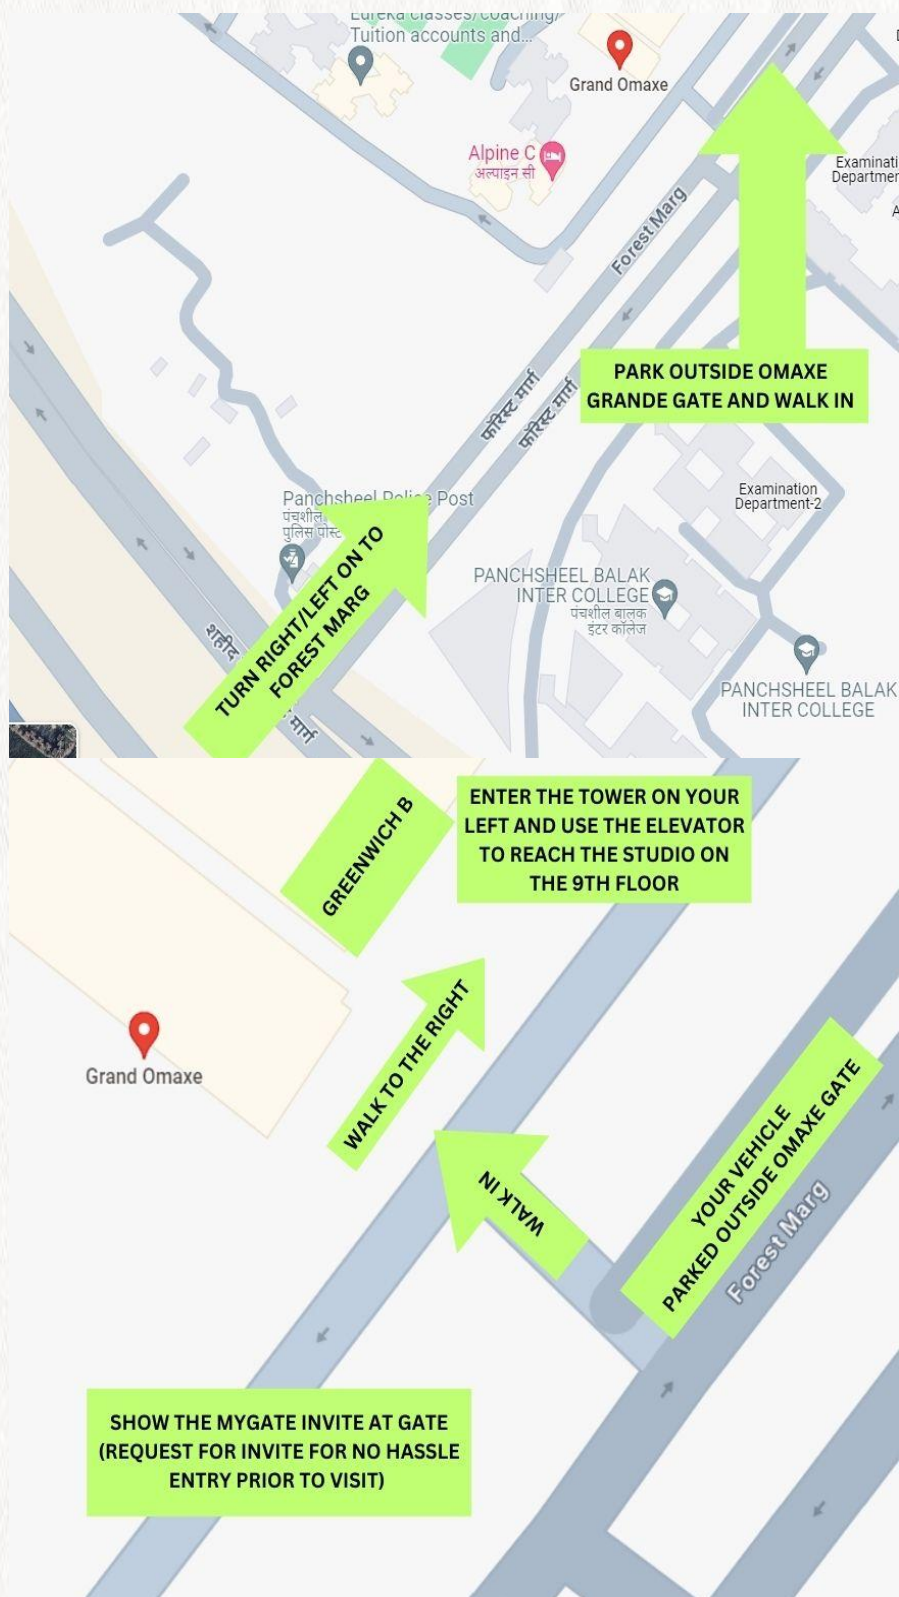 Eureka classes/coaching/
Tuition accounts and...
Grand Omaxe
Alpine C
अल्पाइन सी
Examinati
Departmen
A
Forest Marg
PARK OUTSIDE OMAXE
GRANDE GATE AND WALK IN
फॉरेस्ट मार्ग
फॉरेस्ट मार्ग
Examination
Department-2
Panchsheel Police Post
पंचशील
पुलिस पोस्ट
TURN RIGHT/LEFT ON TO
FOREST MARG
PANCHSHEEL BALAK
INTER COLLEGE
पंचशील बालक
इंटर कॉलेज
शहीद
मार्ग
PANCHSHEEL BALAK
INTER COLLEGE
GREENWICH B
ENTER THE TOWER ON YOUR
LEFT AND USE THE ELEVATOR
TO REACH THE STUDIO ON
THE 9TH FLOOR
WALK TO THE RIGHT
Grand Omaxe
WALK IN
YOUR VEHICLE
PARKED OUTSIDE OMAXE GATE
Forest Marg
SHOW THE MYGATE INVITE AT GATE
(REQUEST FOR INVITE FOR NO HASSLE
ENTRY PRIOR TO VISIT)